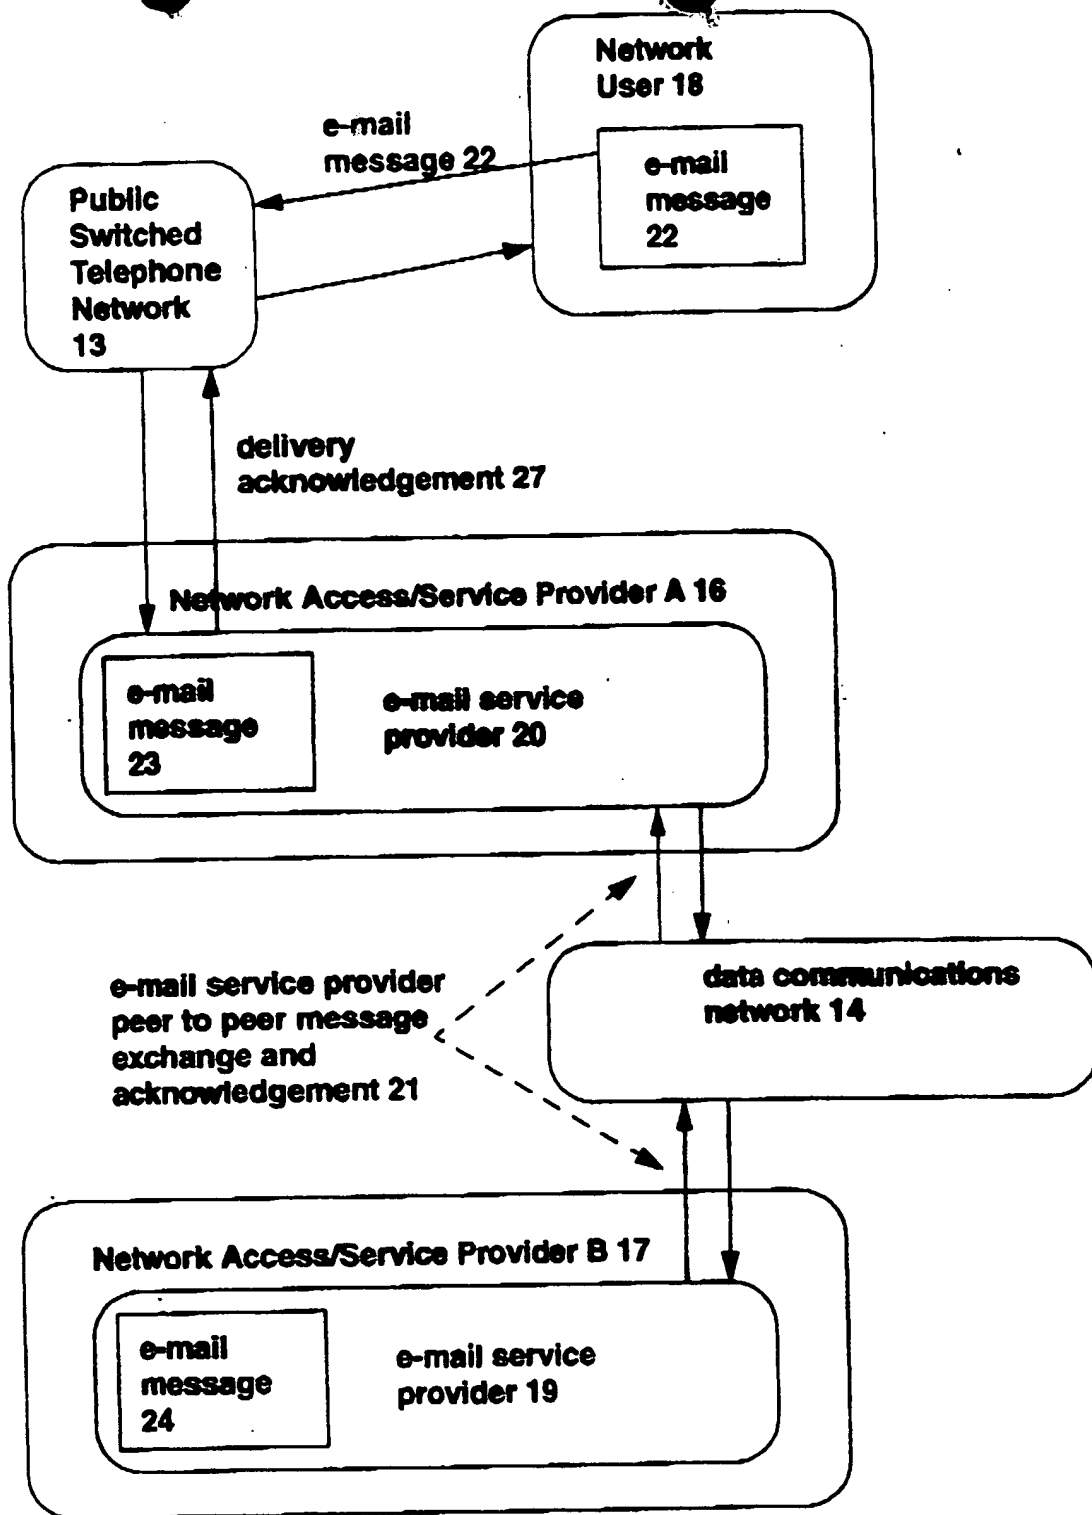 Network
User 18
e-mail
message 22
e-mail
message
22
Public
Switched
Telephone
Network
13
delivery
acknowledgement 27
Network Access/Service Provider A 16
e-mail
message
23
e-mail service
provider 20
data communications
network 14
e-mail service provider
peer to peer message
exchange and
acknowledgement 21
Network Access/Service Provider B 17
e-mail
message
24
e-mail service
provider 19